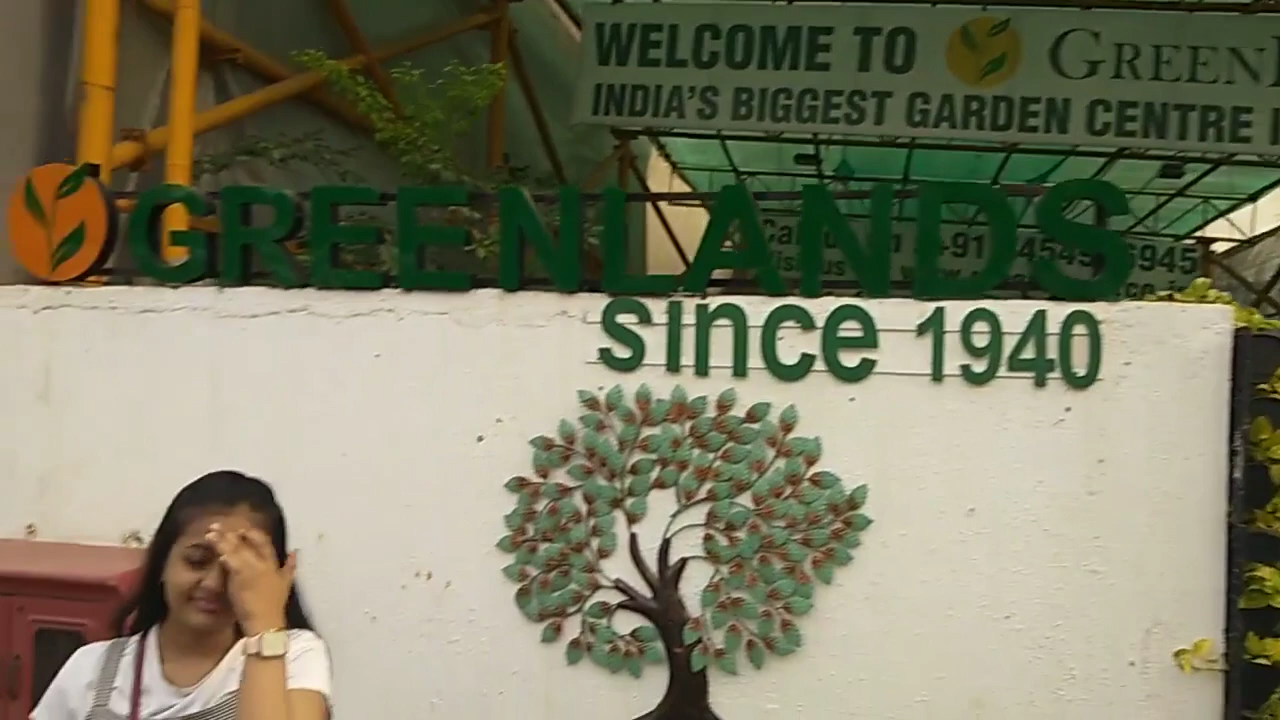 WELCOME TO GREEN
INDIA'S BIGGEST GARDEN CENTRE
GREENLANDS
since 1940